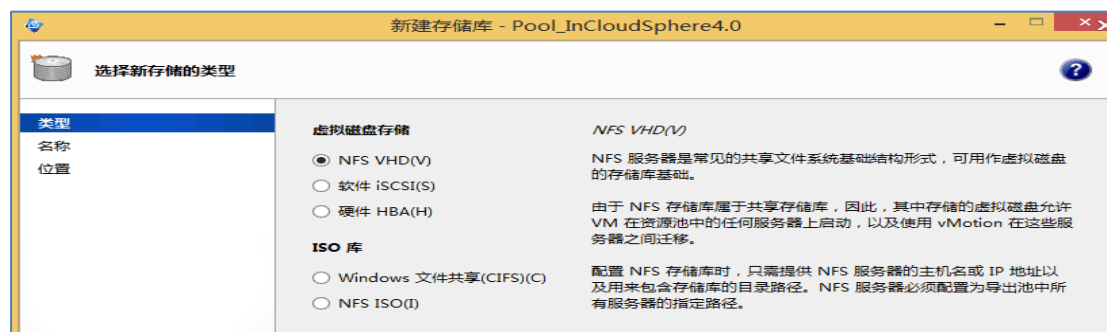 新建存储库 - Pool_InCloudSphere4.0
选择新存储的类型
?
类型
名称
位置
虚拟磁盘存储
NFS VHD(V)
软件 iSCSI(S)
硬件 HBA(H)
ISO 库
Windows 文件共享(CIFS)(C)
NFS ISO(I)
NFS VHD(V)
NFS 服务器是常见的共享文件系统基础结构形式，可用作虚拟磁盘
的存储库基础。
由于 NFS 存储库属于共享存储库，因此，其中存储的虚拟磁盘允许
VM 在资源池中的任何服务器上启动，以及使用 vMotion 在这些服
务器之间迁移。
配置 NFS 存储库时，只需提供 NFS 服务器的主机名或 IP 地址以
及用来包含存储库的目录路径。NFS 服务器必须配置为导出池中所
有服务器的指定路径。